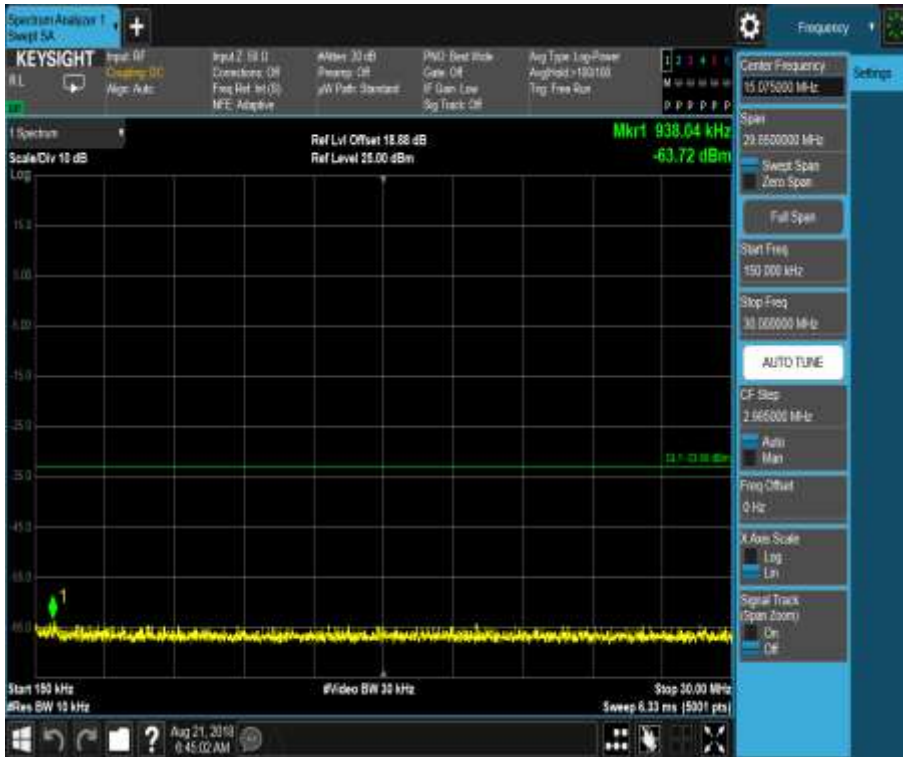 Spectrum Analyzer 1
Swept SA
Frequency
KEYSIGHT
Input: RF
Coupling: DC
Align: Auto
Input Z: 50 Ω
Corrections: Off
Freq Ref: Int (S)
NFE: Adaptive
#Atten: 30 dB
Preamp: Off
µW Path: Standard
PNO: Best Wide
Gate: Off
IF Gain: Low
Sig Track: Off
Avg Type: Log-Power
Avg|Hold:>100/100
Trig: Free Run
1 2 3 4 5 6
P P P P P P
1 Spectrum
Scale/Div 10 dB
Log
Ref Lvl Offset 18.88 dB
Ref Level 25.00 dBm
Mkr1 938.04 kHz
-63.72 dBm
15.0
5.00
-5.00
-15.0
-25.0
-35.0
-45.0
-55.0
-65.0
1
Start 150 kHz
#Res BW 10 kHz
#Video BW 30 kHz
Stop 30.00 MHz
Sweep 6.33 ms (5001 pts)
Aug 21, 2018
6:45:02 AM
Center Frequency
15.075000 MHz
Settings
Span
29.8500000 MHz
Swept Span
Zero Span
Full Span
Start Freq
150.000 kHz
Stop Freq
30.000000 MHz
AUTO TUNE
CF Step
2.985000 MHz
Auto
Man
Freq Offset
0 Hz
X Axis Scale
Log
Lin
Signal Track
(Span Zoom)
On
Off